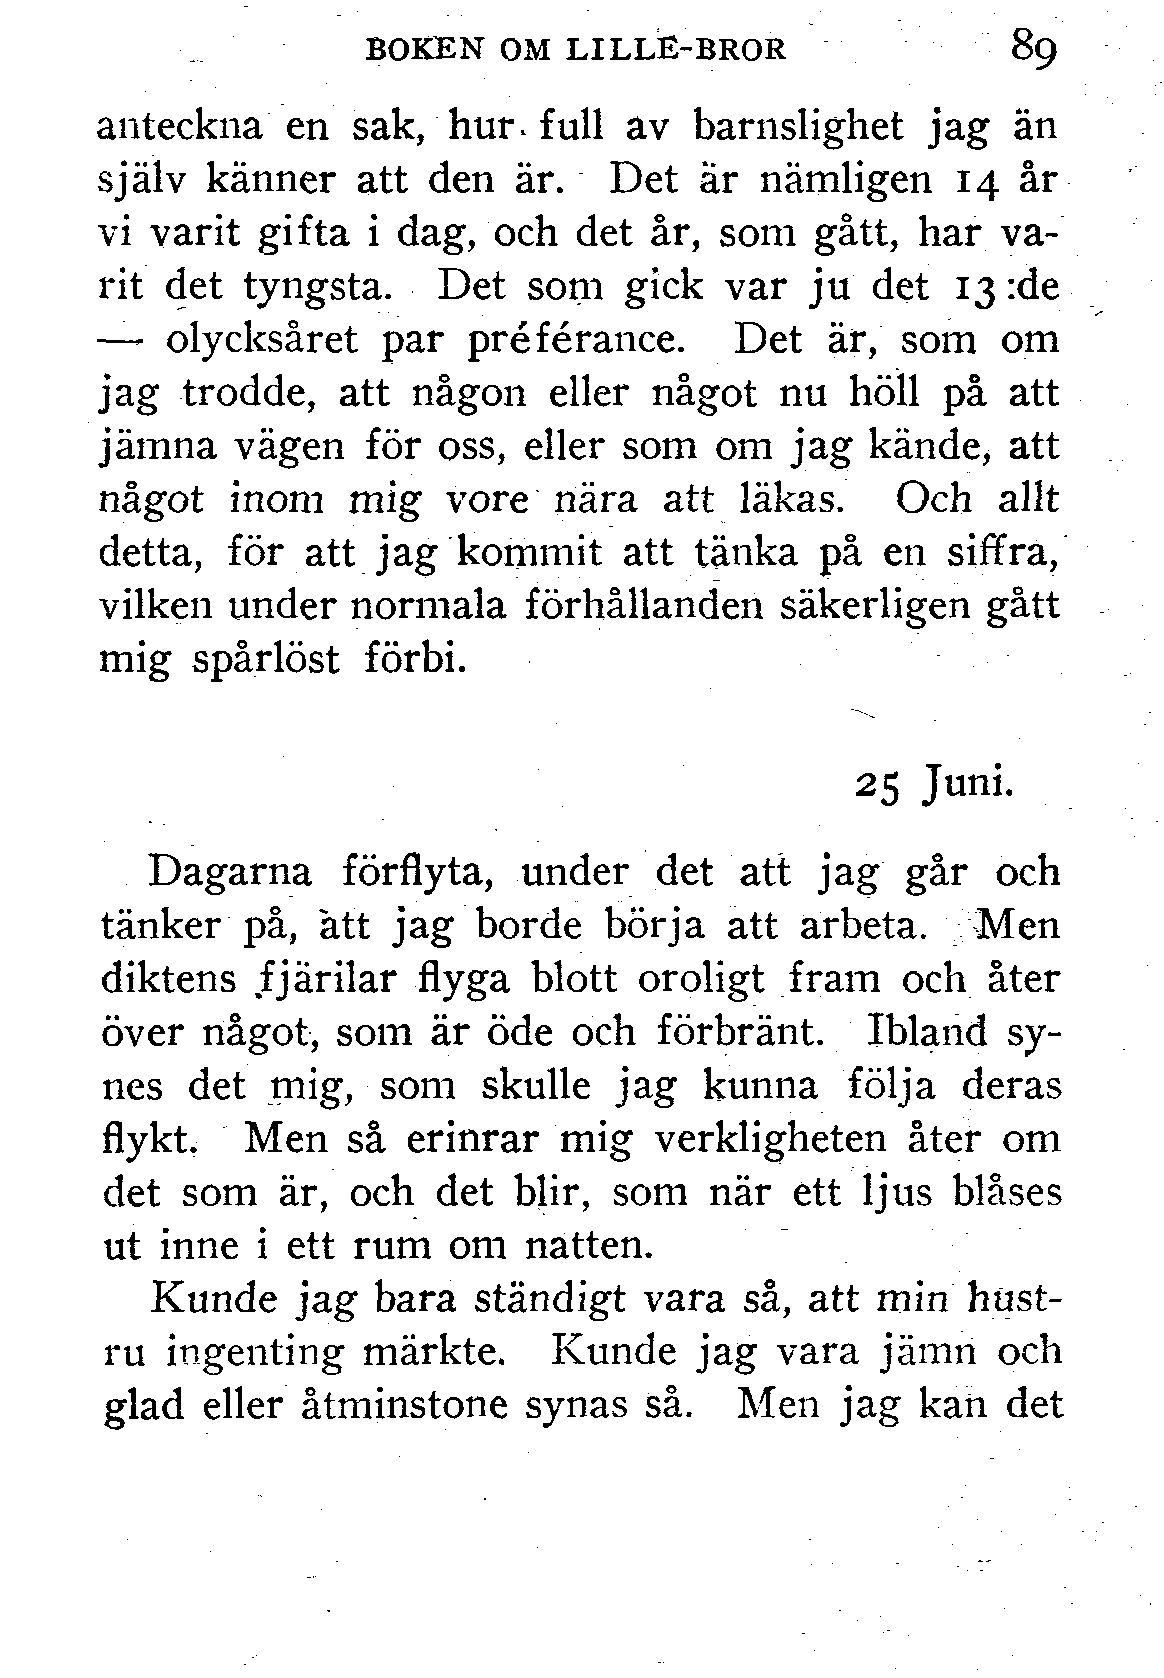 BOKEN OM LILLE-BROR 89
anteckna en sak, hur full av barnslighet jag än
själv känner att den är. Det är nämligen 14 år
vi varit gifta i dag, och det år, som gått, har va-
rit det tyngsta. Det som gick var ju det 13:de
— olycksåret par préférance. Det är, som om
jag trodde, att någon eller något nu höll på att
jämna vägen för oss, eller som om jag kände, att
något inom mig vore nära att läkas. Och allt
detta, för att jag kommit att tänka på en siffra,
vilken under normala förhållanden säkerligen gått
mig spårlöst förbi.
25 Juni.
Dagarna förflyta, under det att jag går och
tänker på, att jag borde börja att arbeta. Men
diktens fjärilar flyga blott oroligt fram och åter
över något, som är öde och förbränt. Ibland sy-
nes det mig, som skulle jag kunna följa deras
flykt. Men så erinrar mig verkligheten åter om
det som är, och det blir, som när ett ljus blåses
ut inne i ett rum om natten.
Kunde jag bara ständigt vara så, att min hust-
ru ingenting märkte. Kunde jag vara jämn och
glad eller åtminstone synas så. Men jag kan det